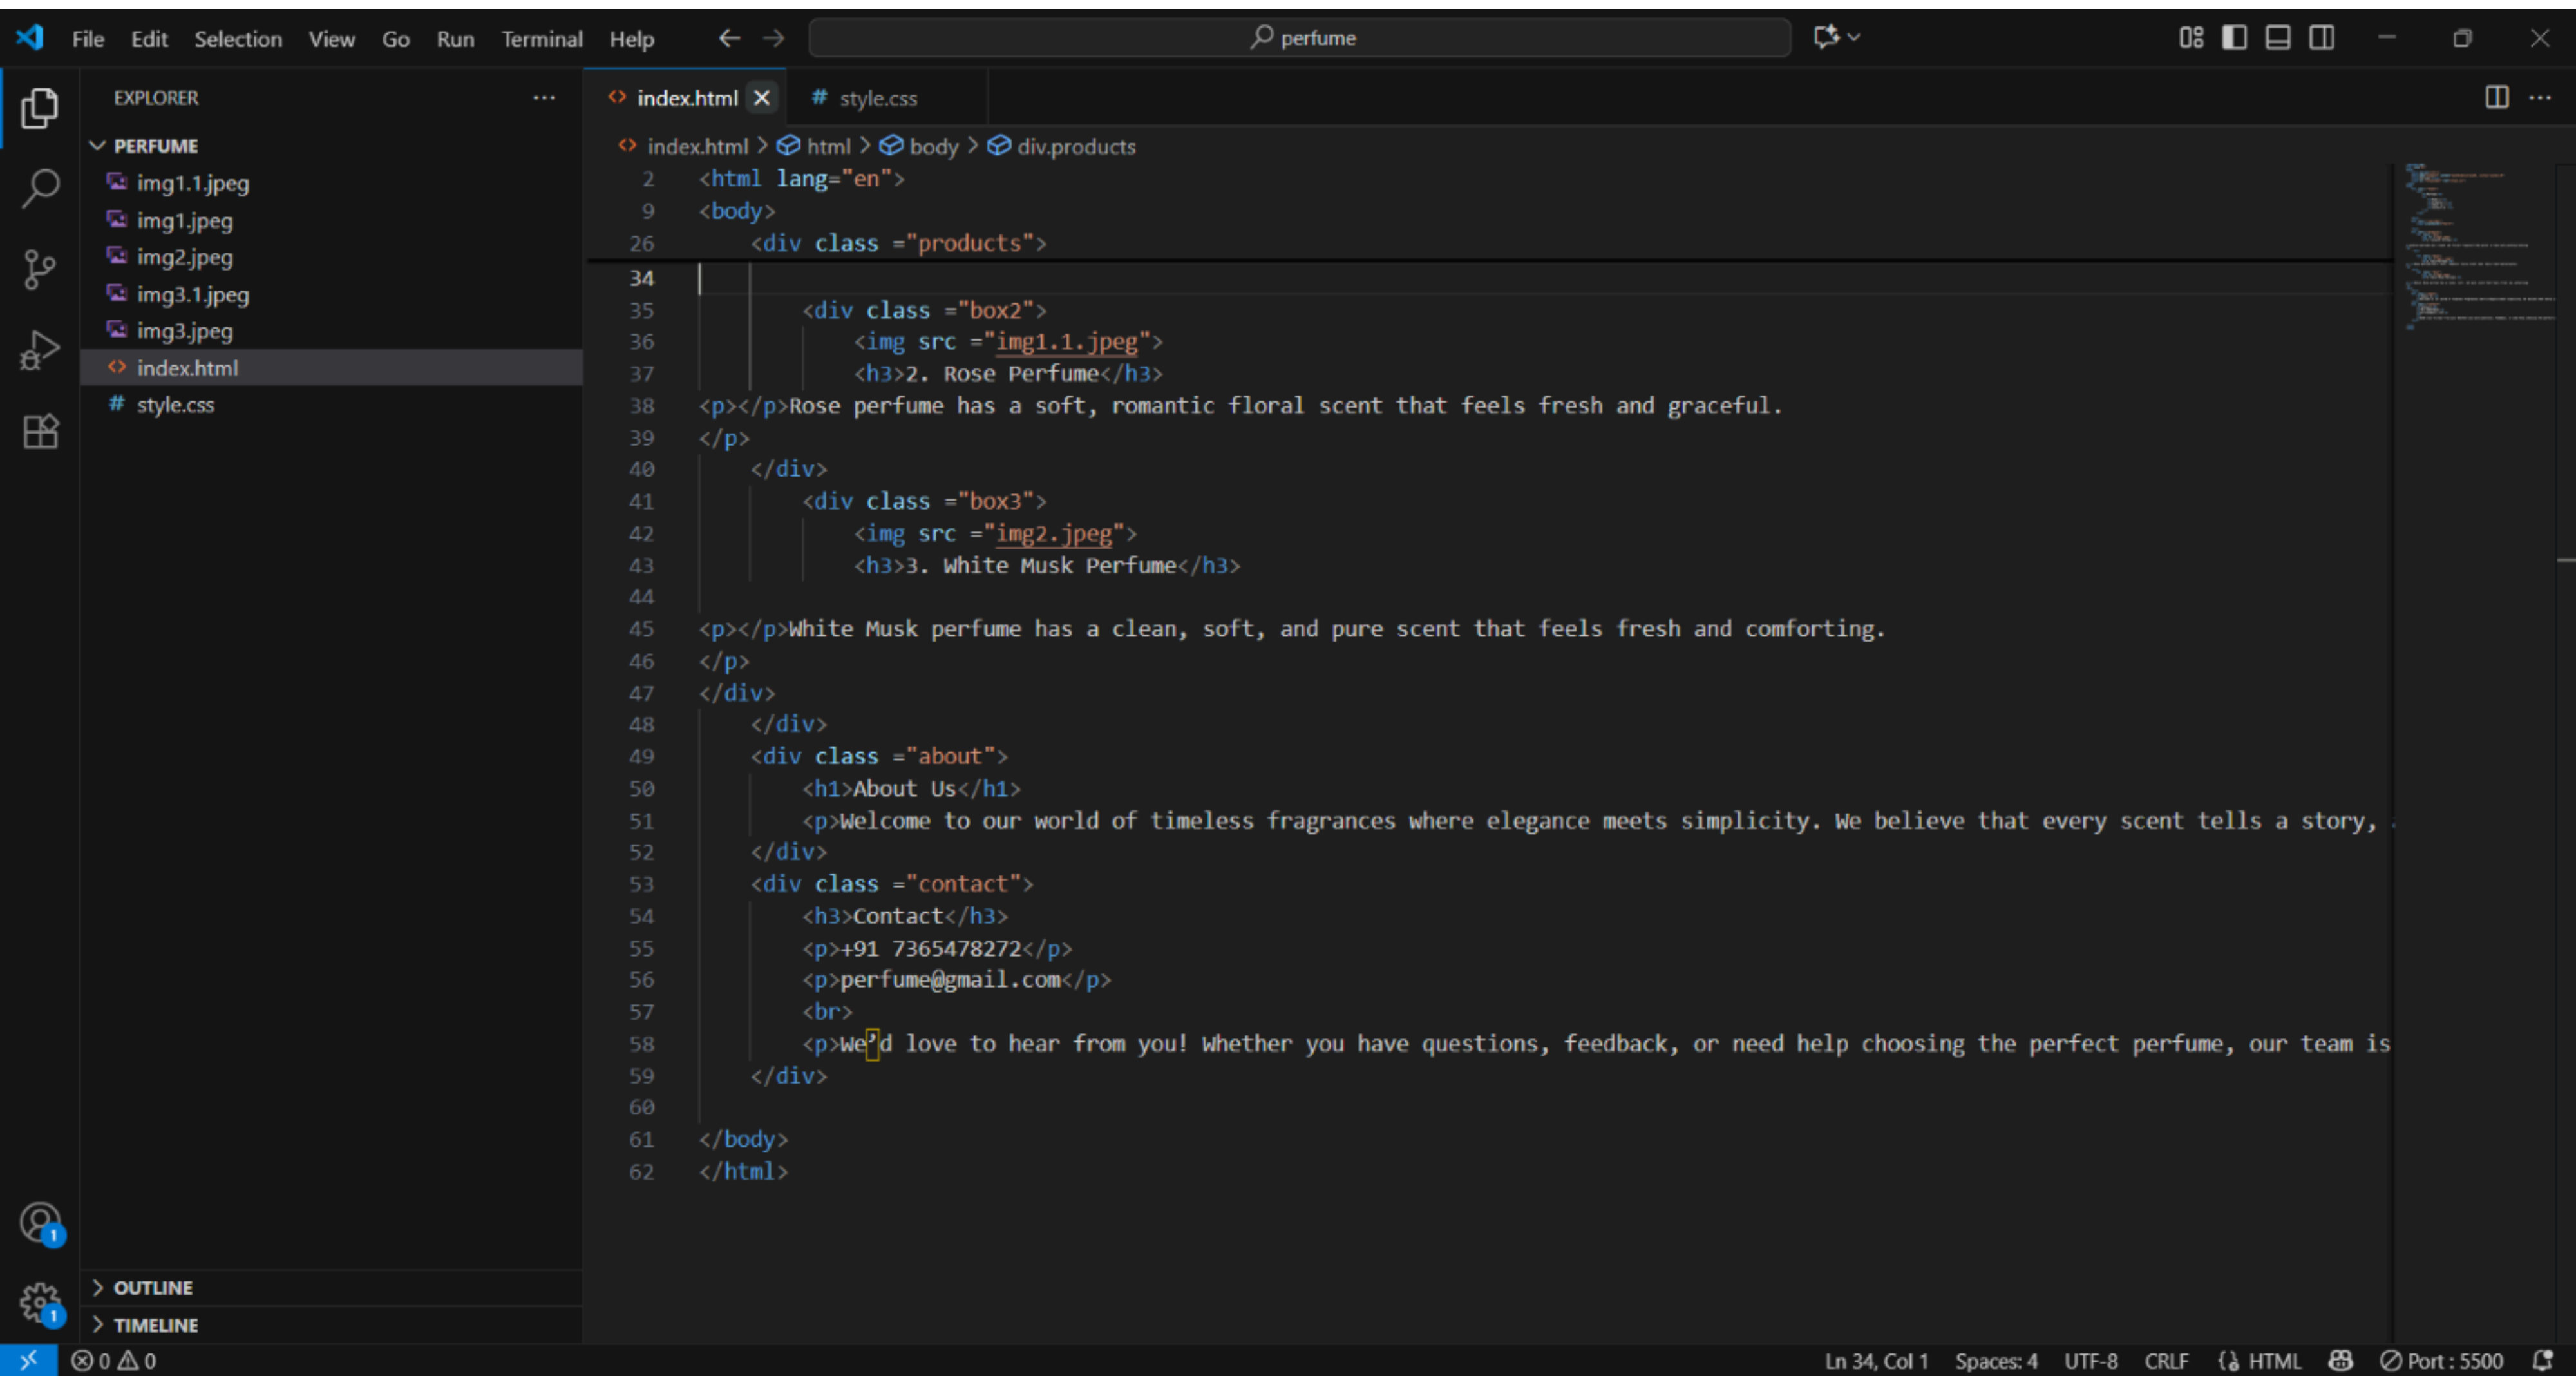 File Edit Selection View Go Run Terminal Help
perfume
EXPLORER
PERFUME
img1.1.jpeg
img1.jpeg
img2.jpeg
img3.1.jpeg
img3.jpeg
index.html
style.css
OUTLINE
TIMELINE
index.html style.css
index.html > html > body > div.products
2 <html lang="en">
9 <body>
26 <div class ="products">
34
35 <div class ="box2">
36 <img src ="img1.1.jpeg">
37 <h3>2. Rose Perfume</h3>
38 <p></p>Rose perfume has a soft, romantic floral scent that feels fresh and graceful.
39 </p>
40 </div>
41 <div class ="box3">
42 <img src ="img2.jpeg">
43 <h3>3. White Musk Perfume</h3>
44
45 <p></p>White Musk perfume has a clean, soft, and pure scent that feels fresh and comforting.
46 </p>
47 </div>
48 </div>
49 <div class ="about">
50 <h1>About Us</h1>
51 <p>Welcome to our world of timeless fragrances where elegance meets simplicity. We believe that every scent tells a story,
52 </div>
53 <div class ="contact">
54 <h3>Contact</h3>
55 <p>+91 7365478272</p>
56 <p>perfume@gmail.com</p>
57 <br>
58 <p>We’d love to hear from you! Whether you have questions, feedback, or need help choosing the perfect perfume, our team is
59 </div>
60
61 </body>
62 </html>
1
1
0 0
Ln 34, Col 1 Spaces: 4 UTF-8 CRLF HTML Port : 5500